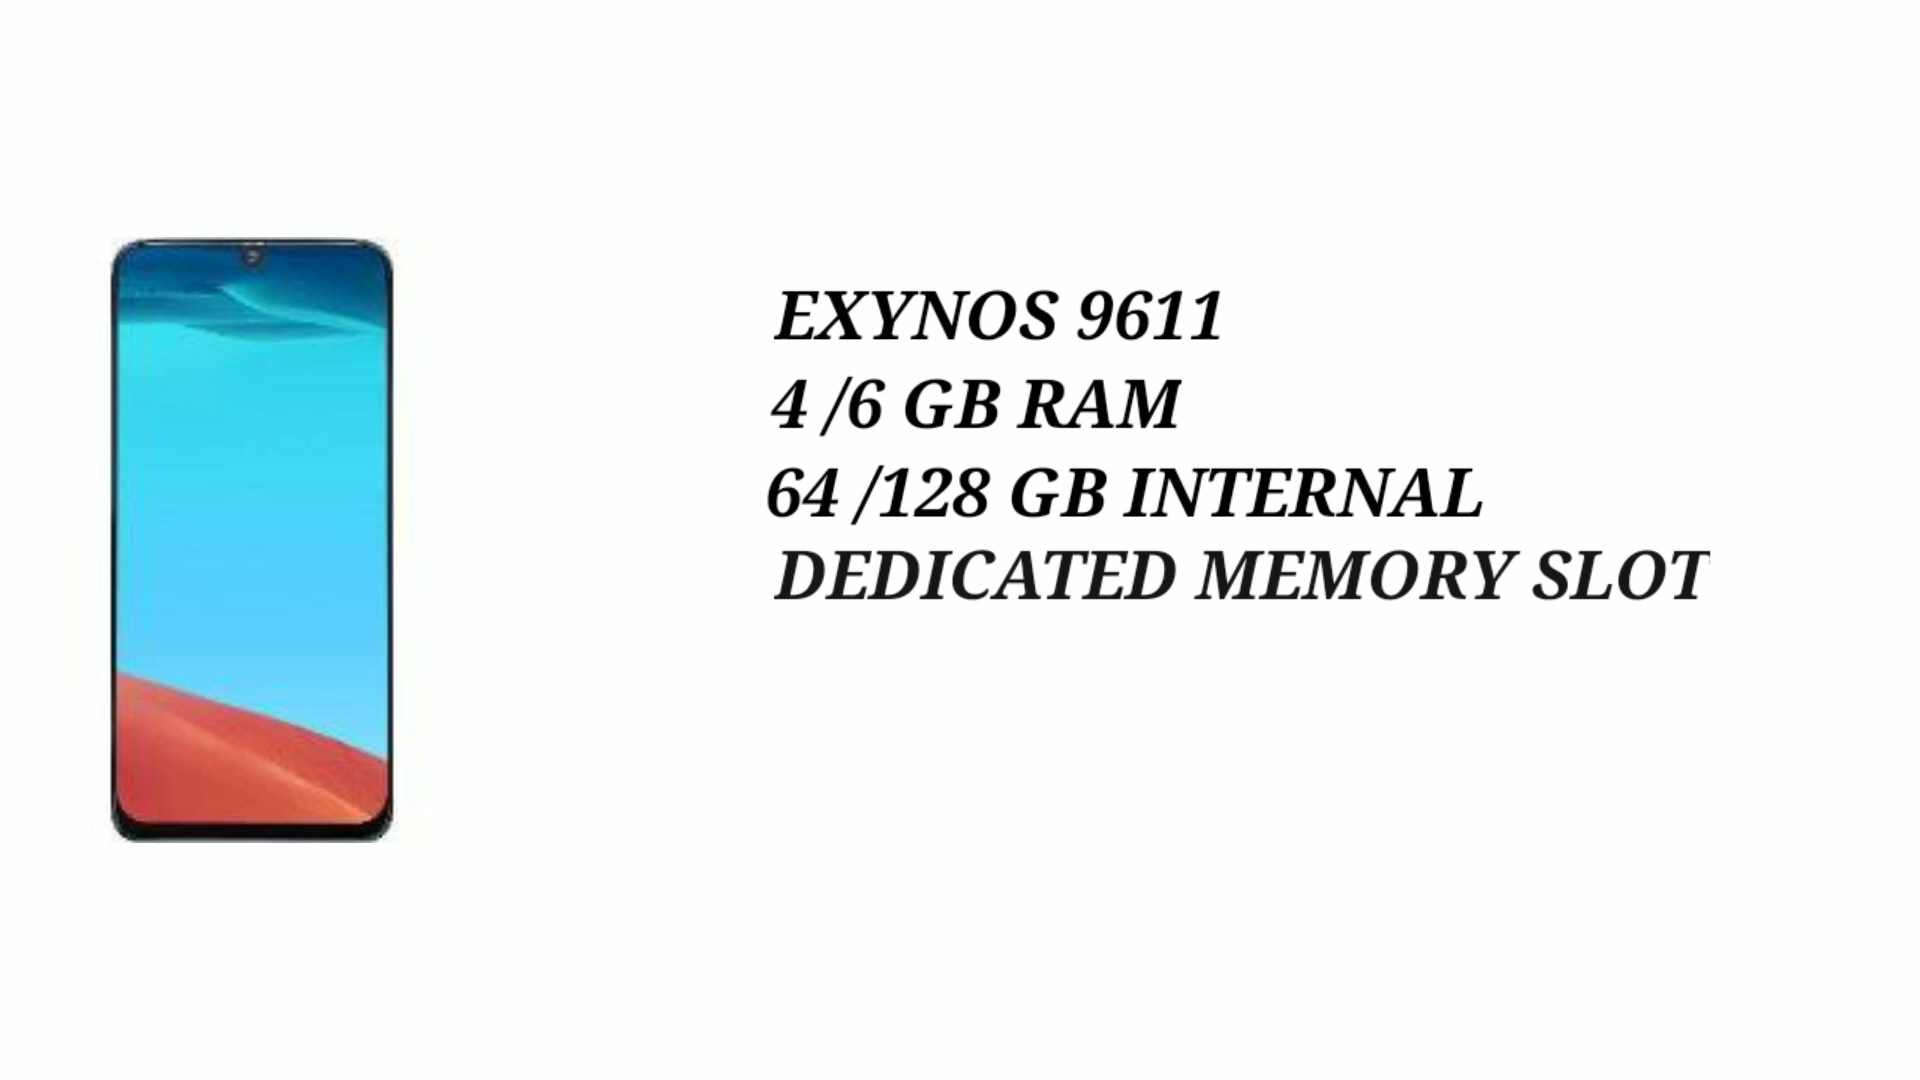 EXYNOS 9611
4 /6 GB RAM
64 /128 GB INTERNAL
DEDICATED MEMORY SLOT